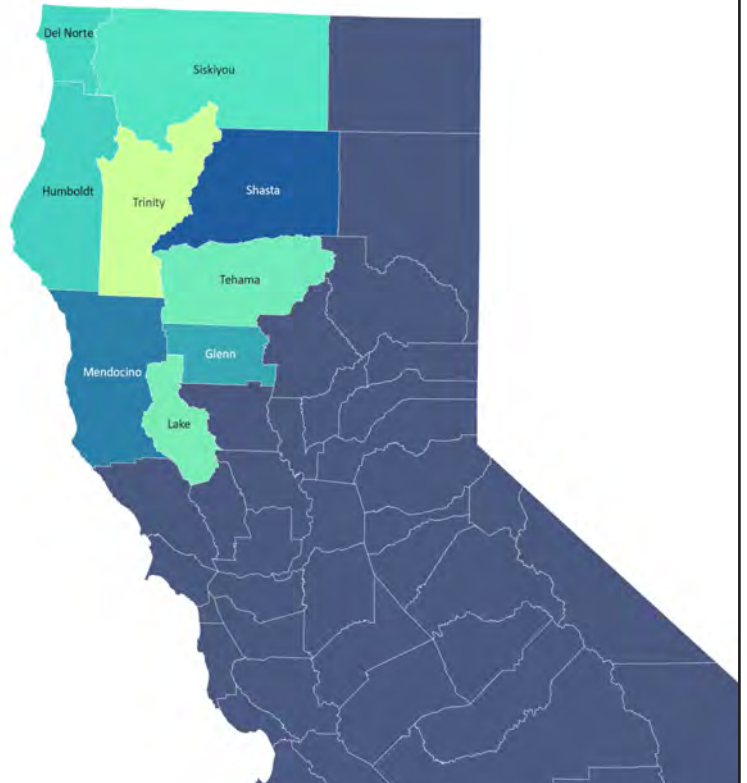 Del Norte
Siskiyou
Humboldt
Trinity
Shasta
Tehama
Glenn
Mendocino
Lake